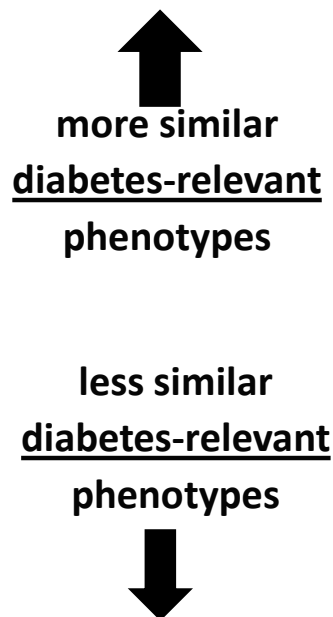 more similar
diabetes-relevant
phenotypes
less similar
diabetes-relevant
phenotypes